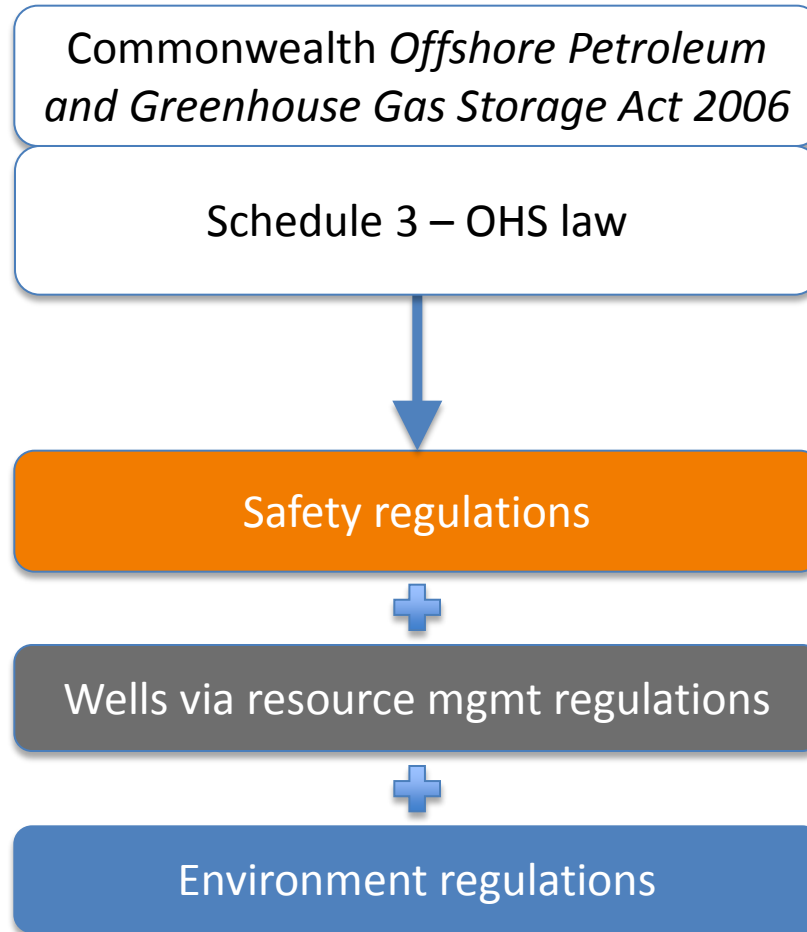 Commonwealth Offshore Petroleum
and Greenhouse Gas Storage Act 2006
Schedule 3 – OHS law
Safety regulations
Wells via resource mgmt regulations
Environment regulations